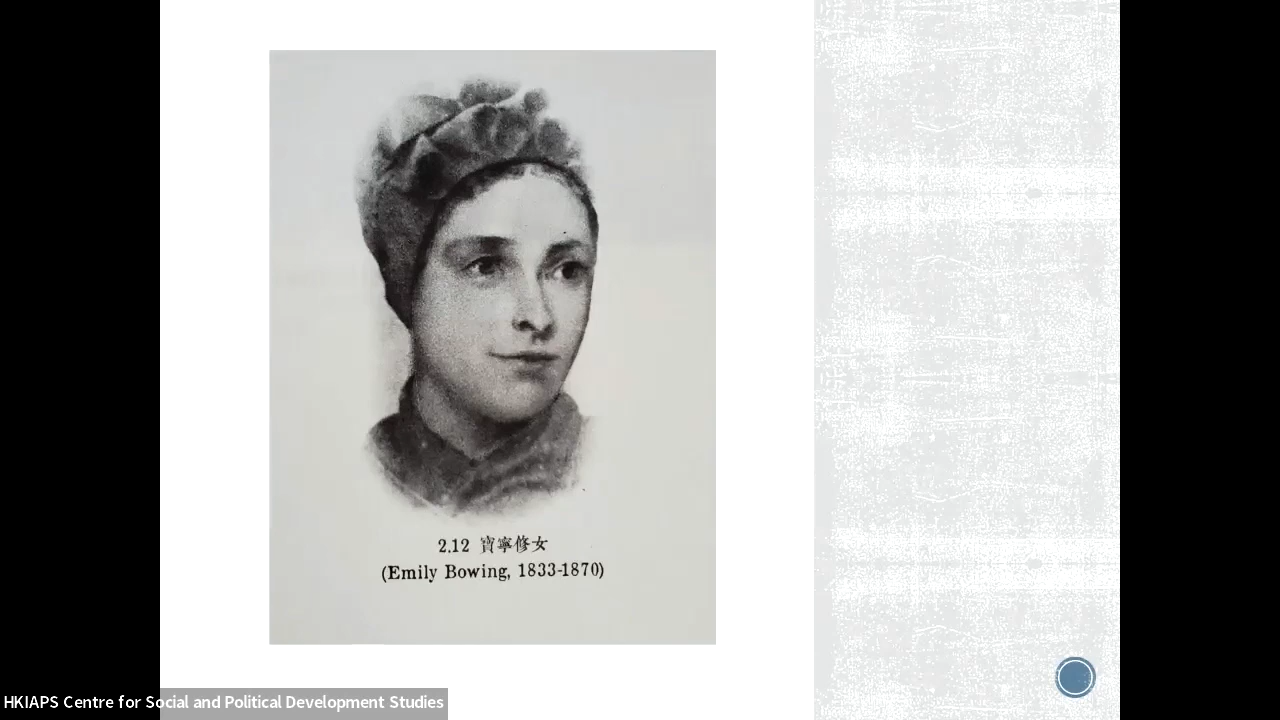 2.12 寶寧修女
(Emily Bowing, 1833-1870)
HKIAPS Centre for Social and Political Development Studies